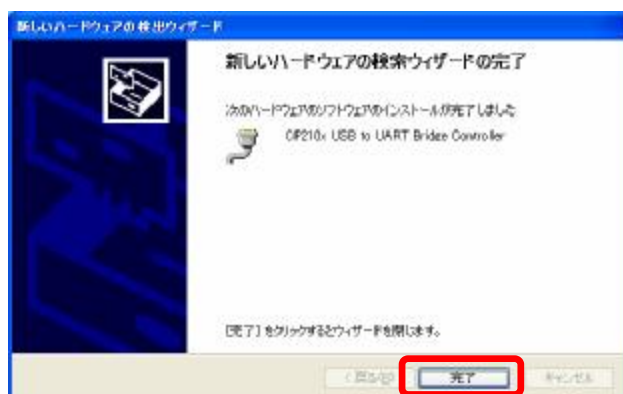 新しいハードウェアの検出ウィザード
新しいハードウェアの検索ウィザードの完了
次のハードウェアのソフトウェアのインストールが完了しました
CP210x USB to UART Bridge Controller
[完了] をクリックするとウィザードを閉じます。
< 戻る(B)
完了
キャンセル